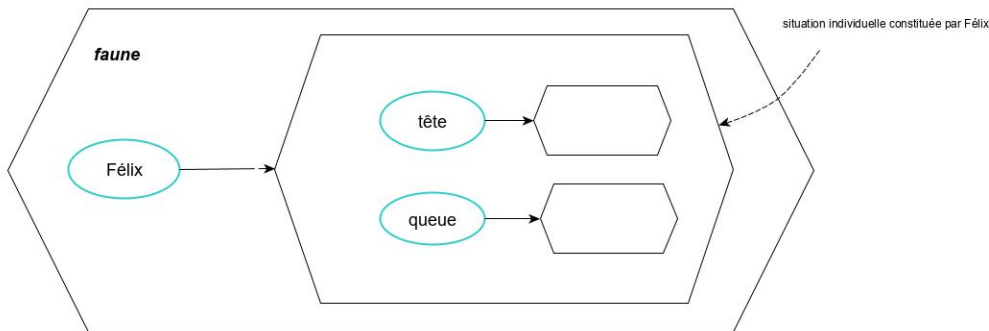 situation individuelle constituée par Félix
faune
tête
Félix
queue